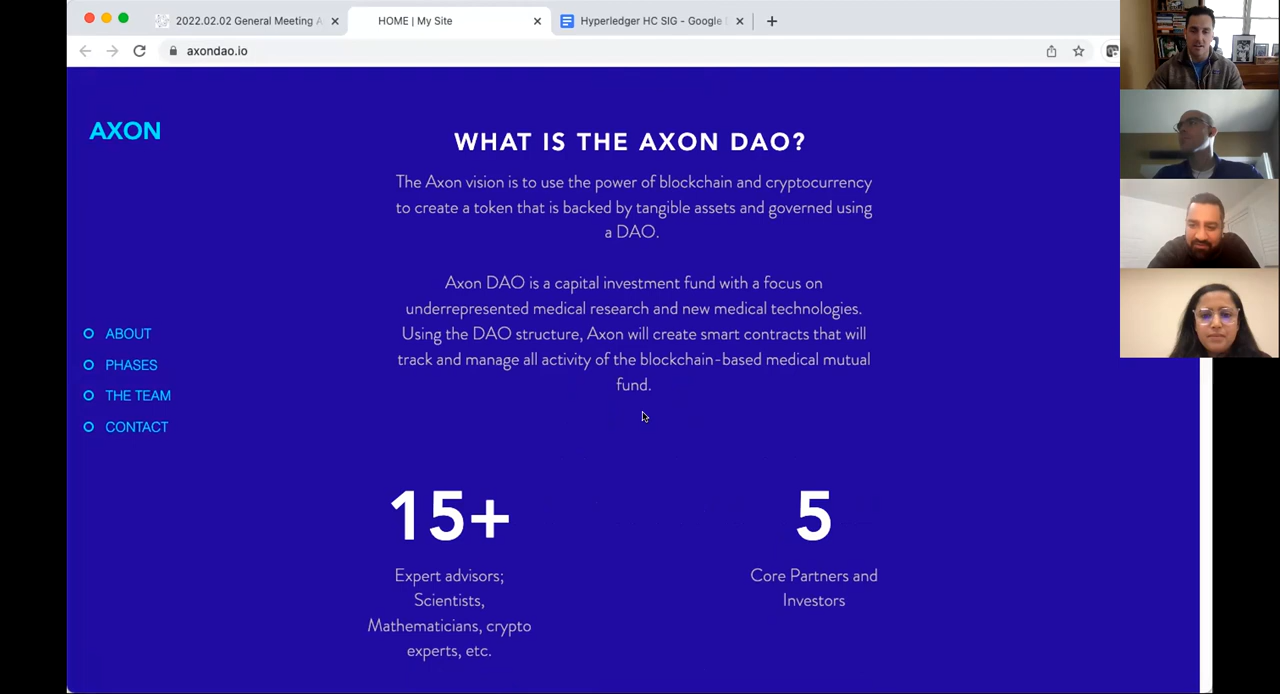 2022.02.02 General Meeting A
HOME | My Site
Hyperledger HC SIG - Google
axondao.io
AXON
WHAT IS THE AXON DAO?
The Axon vision is to use the power of blockchain and cryptocurrency
to create a token that is backed by tangible assets and governed using
a DAO.
Axon DAO is a capital investment fund with a focus on
underrepresented medical research and new medical technologies.
Using the DAO structure, Axon will create smart contracts that will
track and manage all activity of the blockchain-based medical mutual
fund.
ABOUT
PHASES
THE TEAM
CONTACT
15+
Expert advisors;
Scientists,
Mathematicians, crypto
experts, etc.
5
Core Partners and
Investors